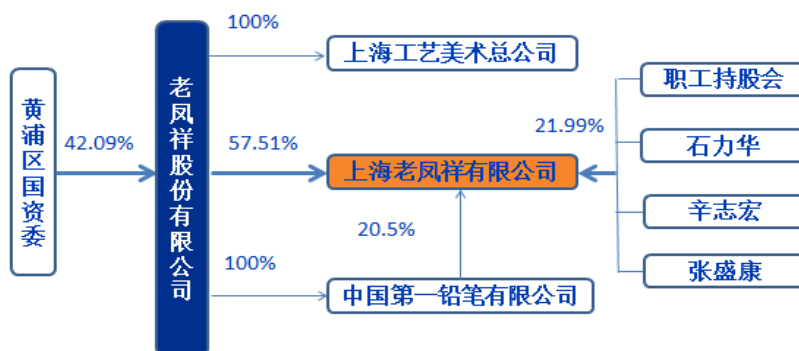 黄浦区国资委
42.09%
老凤祥股份有限公司
100%
上海工艺美术总公司
57.51%
上海老凤祥有限公司
20.5%
100%
中国第一铅笔有限公司
21.99%
职工持股会
石力华
辛志宏
张盛康